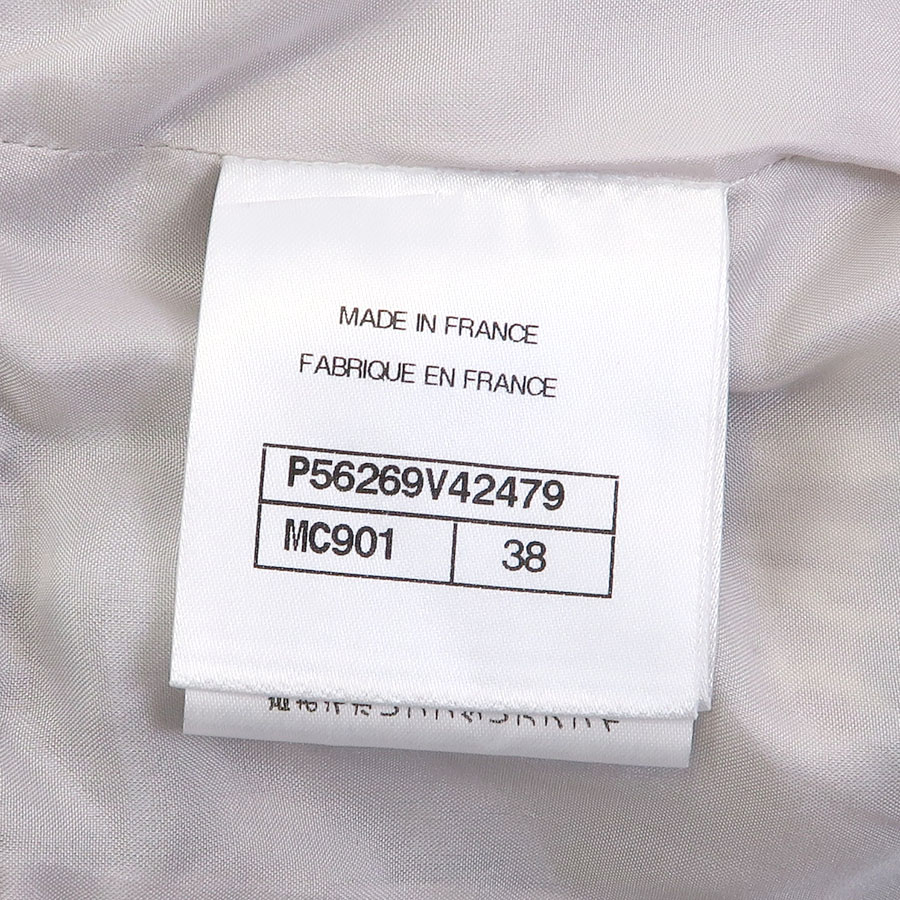 MADE IN FRANCE
FABRIQUE EN FRANCE
P56269V42479
MC901 38